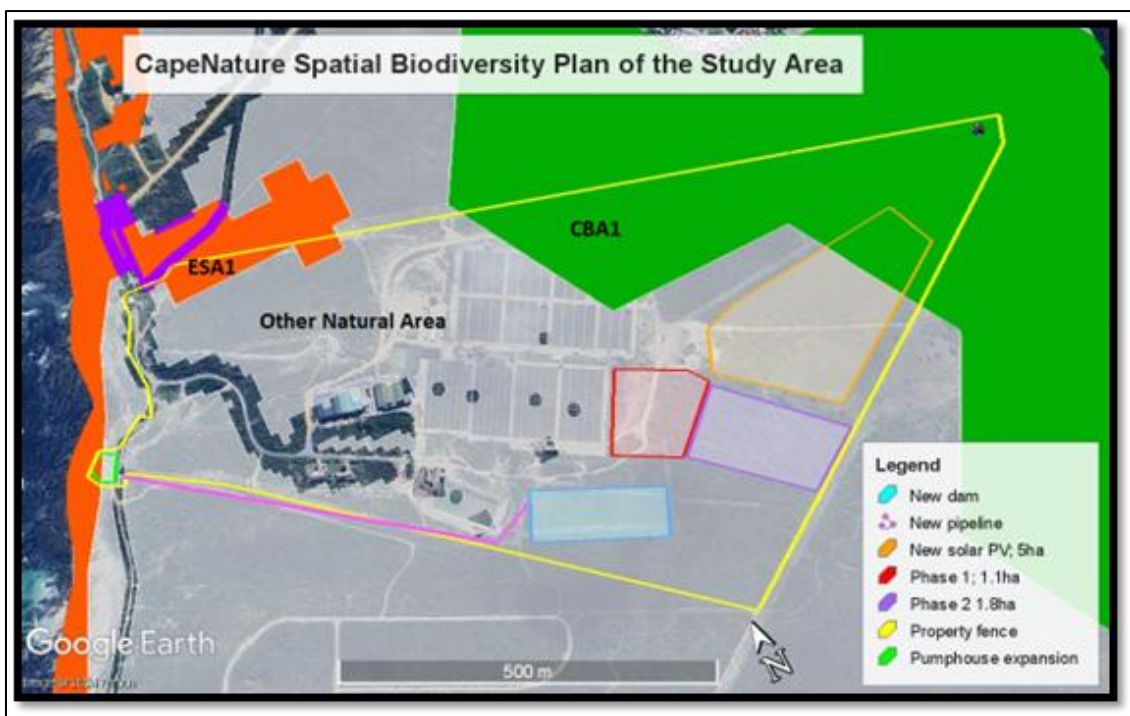 CapeNature Spatial Biodiversity Plan of the Study Area
CBA1
ESA1
Other Natural Area
Legend
New dam
New pipeline
New solar PV; 5ha
Phase 1; 1.1ha
Phase 2 1.8ha
Property fence
Pumphouse expansion
Google Earth
500 m
N